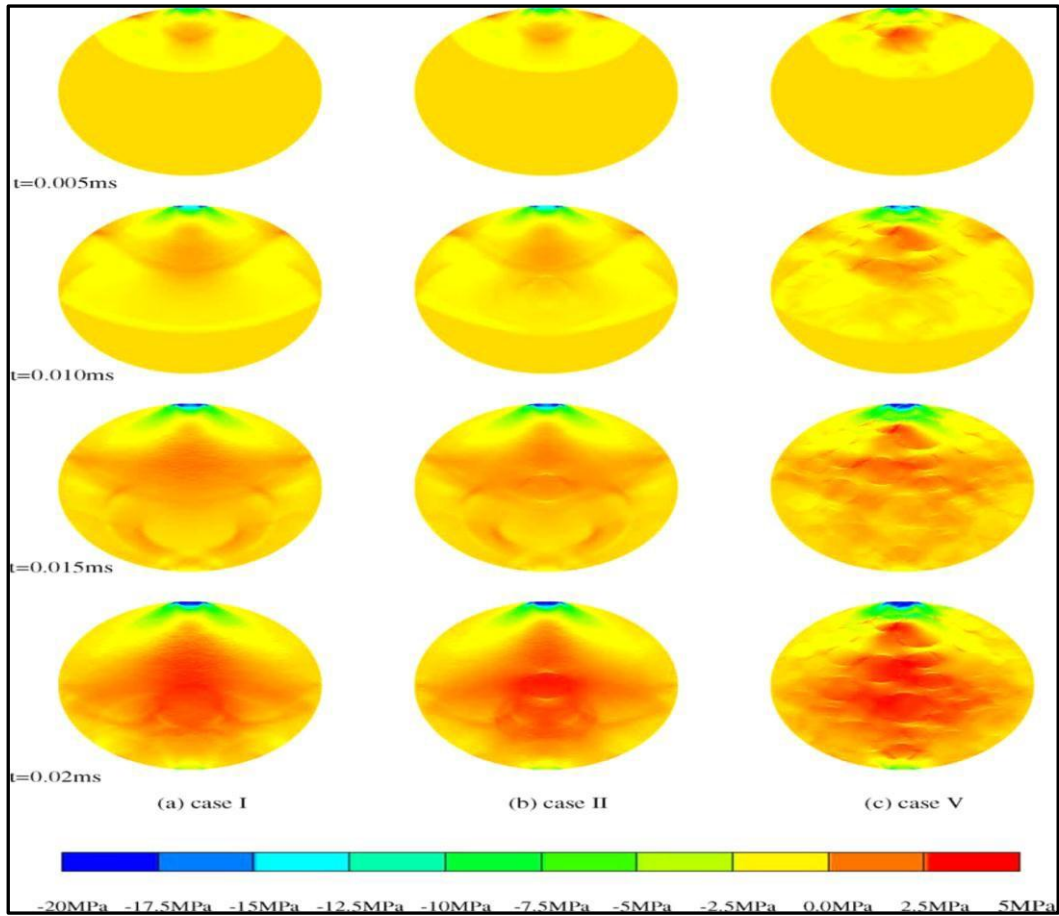 t=0.005ms
t=0.010ms
t=0.015ms
t=0.02ms
(a) case I (b) case II (c) case V
-20MPa -17.5MPa -15MPa -12.5MPa -10MPa -7.5MPa -5MPa -2.5MPa 0.0MPa 2.5MPa 5MPa